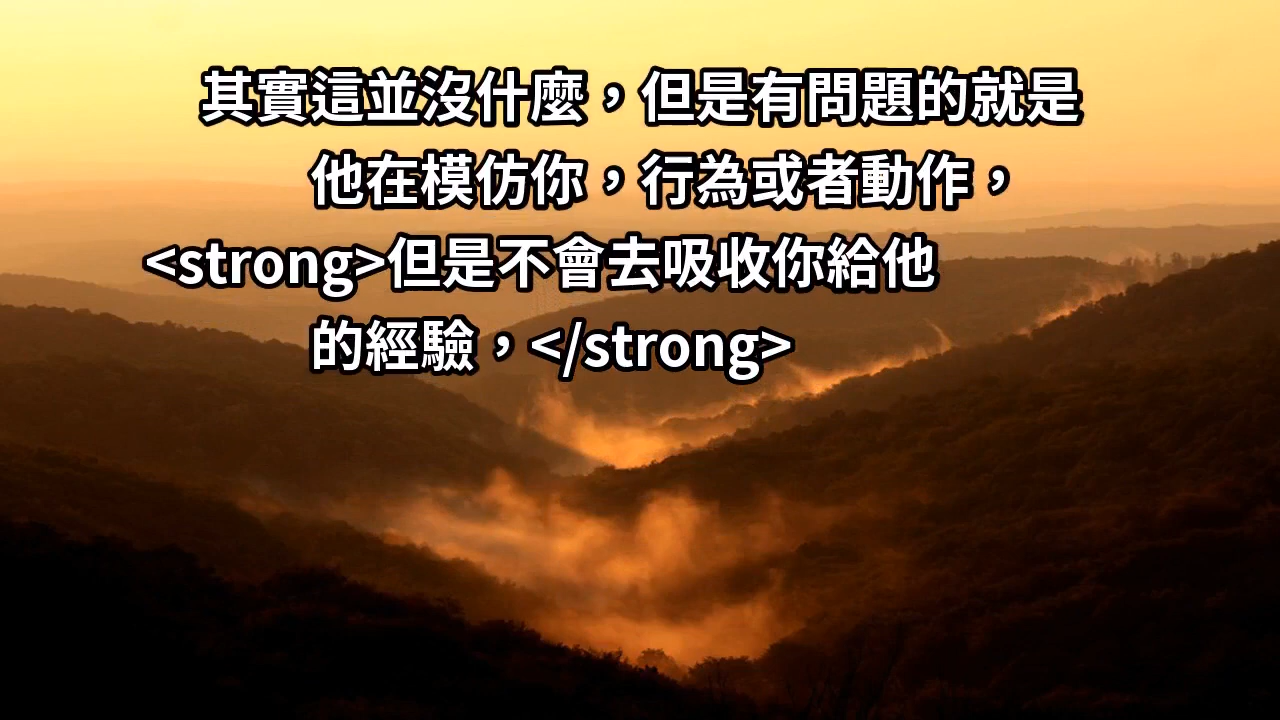 其實這並沒什麼，但是有問題的就是
他在模仿你，行為或者動作，
<strong>但是不會去吸收你給他
的經驗，</strong>